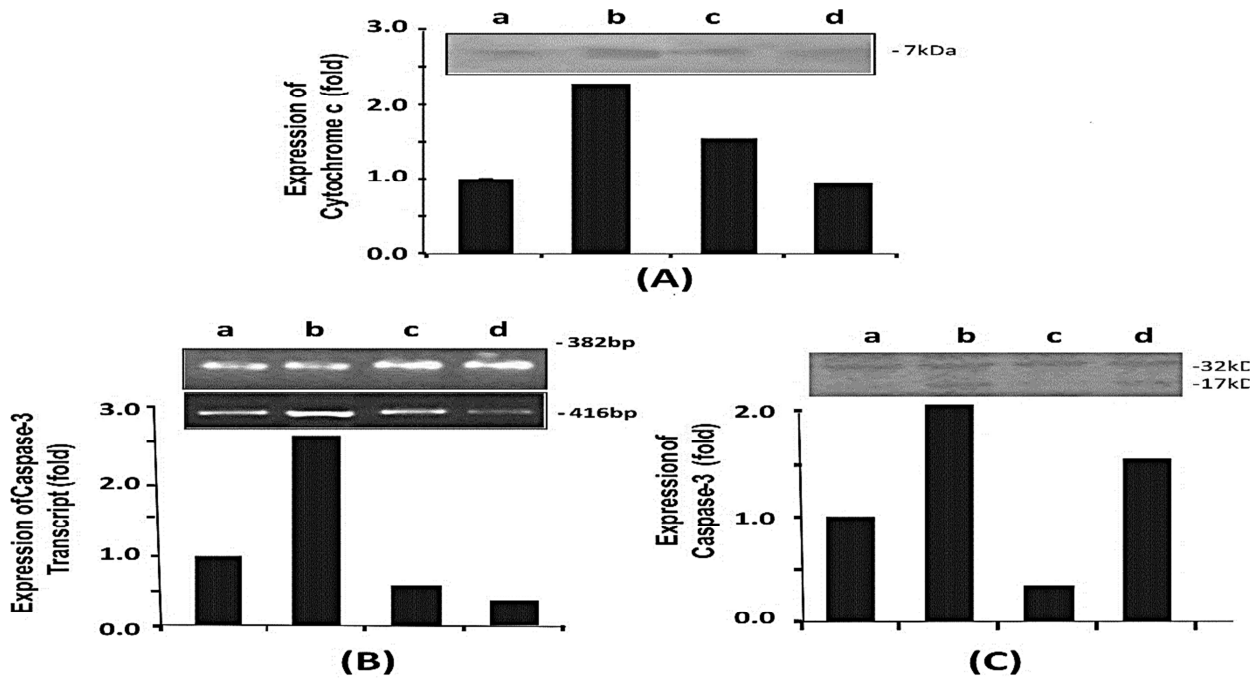 a b c d
3.0
-7kDa
2.0
1.0
0.0
Expression of
Cytochrome c (fold)
(A)
a b c d
-382bp
-416bp
3.0
2.0
1.0
0.0
Expression ofCaspase-3
Transcript (fold)
(B)
a b c d
-32kD
-17kD
2.0
1.0
0.0
Expression of
Caspase-3 (fold)
(C)